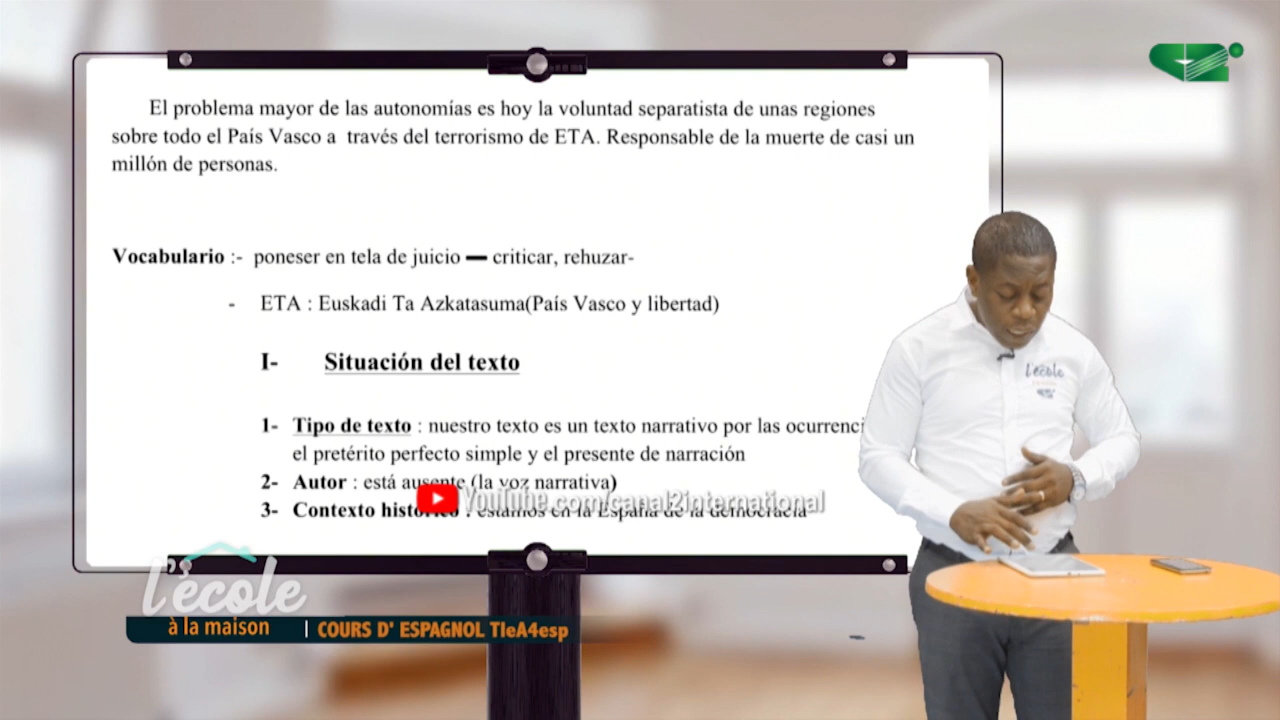 El problema mayor de las autonomías es hoy la voluntad separatista de unas regiones
sobre todo el País Vasco a través del terrorismo de ETA. Responsable de la muerte de casi un
millón de personas.
Vocabulario :- poneser en tela de juicio — criticar, rehuzar-
- ETA : Euskadi Ta Azkatasuma(País Vasco y libertad)
I- Situación del texto
1- Tipo de texto : nuestro texto es un texto narrativo por las
el pretérito perfecto simple y el presente de narración
2- Autor : está ausente (la voz narrativa)
3- Contexto histórico : estamos en la España de la democracia
YouTube.com/canal2international
l'école
à la maison | COURS D' ESPAGNOL TleA4esp
l'école